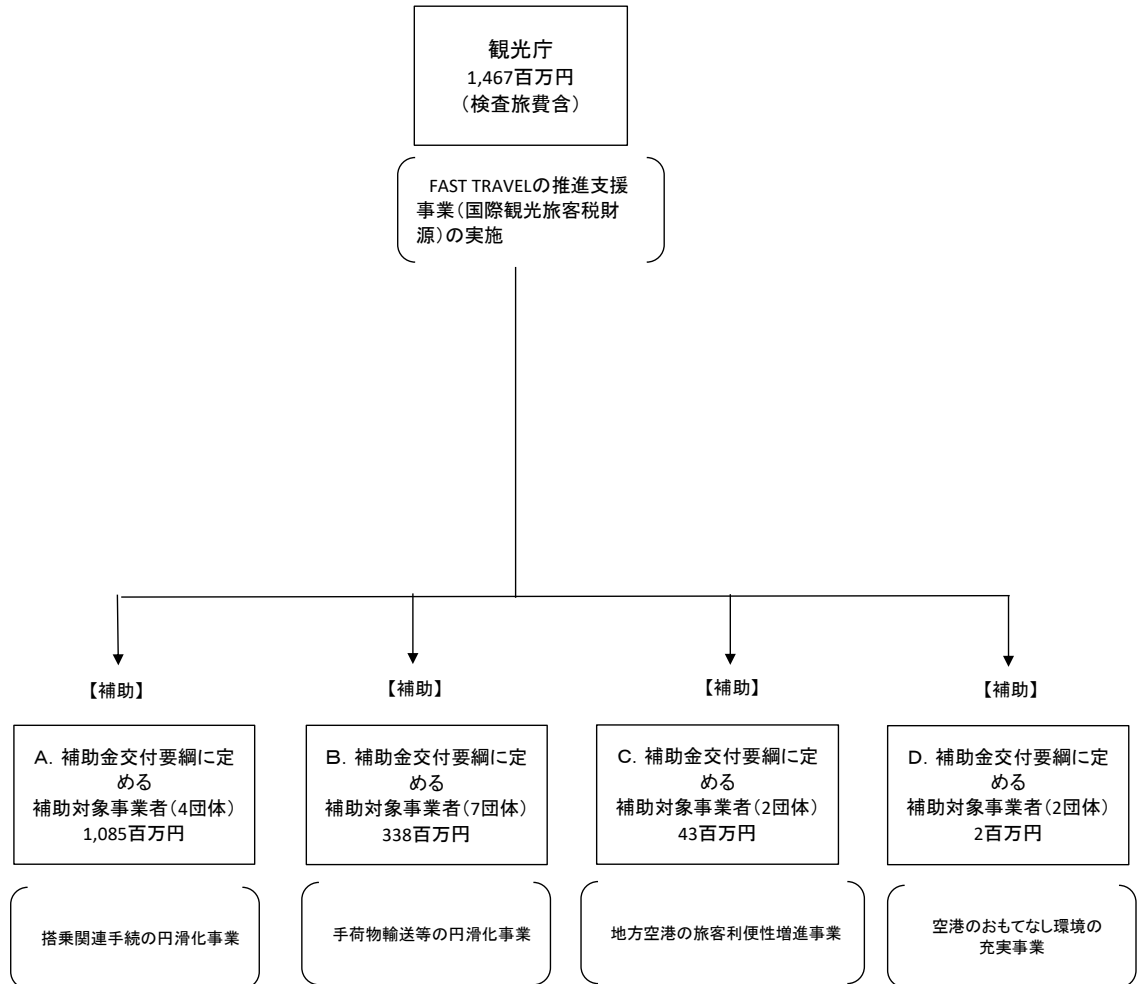 観光庁
1,467百万円
(検査旅費含)
FAST TRAVELの推進支援
事業(国際観光旅客税財
源)の実施
【補助】
【補助】
【補助】
【補助】
A. 補助金交付要綱に定
める
補助対象事業者(4団体)
1,085百万円
B. 補助金交付要綱に定
める
補助対象事業者(7団体)
338百万円
C. 補助金交付要綱に定
める
補助対象事業者(2団体)
43百万円
D. 補助金交付要綱に定
める
補助対象事業者(2団体)
2百万円
搭乗関連手続の円滑化事業
手荷物輸送等の円滑化事業
地方空港の旅客利便性増進事業
空港のおもてなし環境の
充実事業